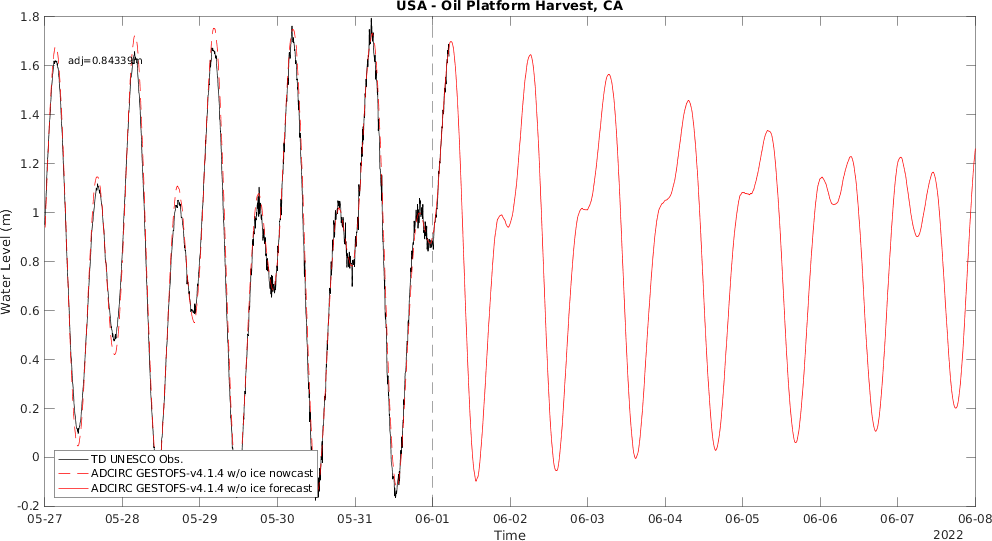 USA - Oil Platform Harvest, CA
1.8
1.6
1.4
1.2
1
0.8
0.6
0.4
0.2
0
-0.2
Water Level (m)
adj=0.84339m
TD UNESCO Obs.
ADCIRC GESTOFS-v4.1.4 w/o ice nowcast
ADCIRC GESTOFS-v4.1.4 w/o ice forecast
05-27 05-28 05-29 05-30 05-31 06-01 06-02 06-03 06-04 06-05 06-06 06-07 06-08
Time
2022